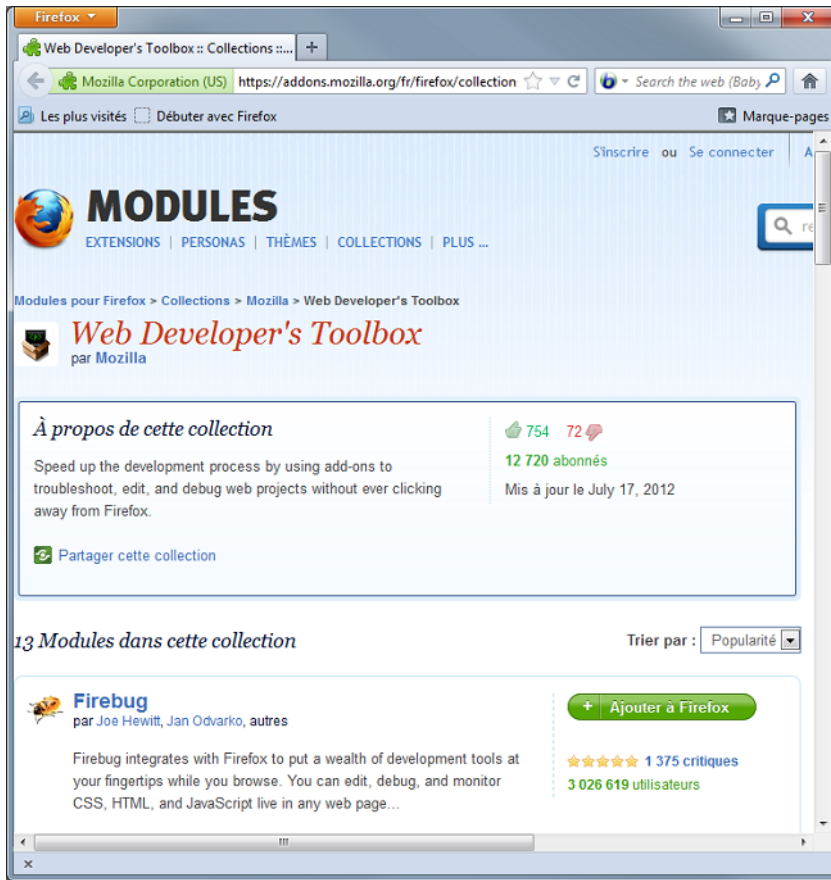 Firefox
Web Developer's Toolbox :: Collections ::...
Mozilla Corporation (US) https://addons.mozilla.org/fr/firefox/collection Search the web (Baby
Les plus visités Débuter avec Firefox Marque-pages
S'inscrire ou Se connecter A
MODULES
EXTENSIONS | PERSONAS | THÈMES | COLLECTIONS | PLUS ...
re
Modules pour Firefox > Collections > Mozilla > Web Developer's Toolbox
Web Developer's Toolbox
par Mozilla
À propos de cette collection
Speed up the development process by using add-ons to
troubleshoot, edit, and debug web projects without ever clicking
away from Firefox.
Partager cette collection
754 72
12 720 abonnés
Mis à jour le July 17, 2012
13 Modules dans cette collection
Trier par : Popularité
Firebug
par Joe Hewitt, Jan Odvarko, autres
Firebug integrates with Firefox to put a wealth of development tools at
your fingertips while you browse. You can edit, debug, and monitor
CSS, HTML, and JavaScript live in any web page...
+ Ajouter à Firefox
1 375 critiques
3 026 619 utilisateurs